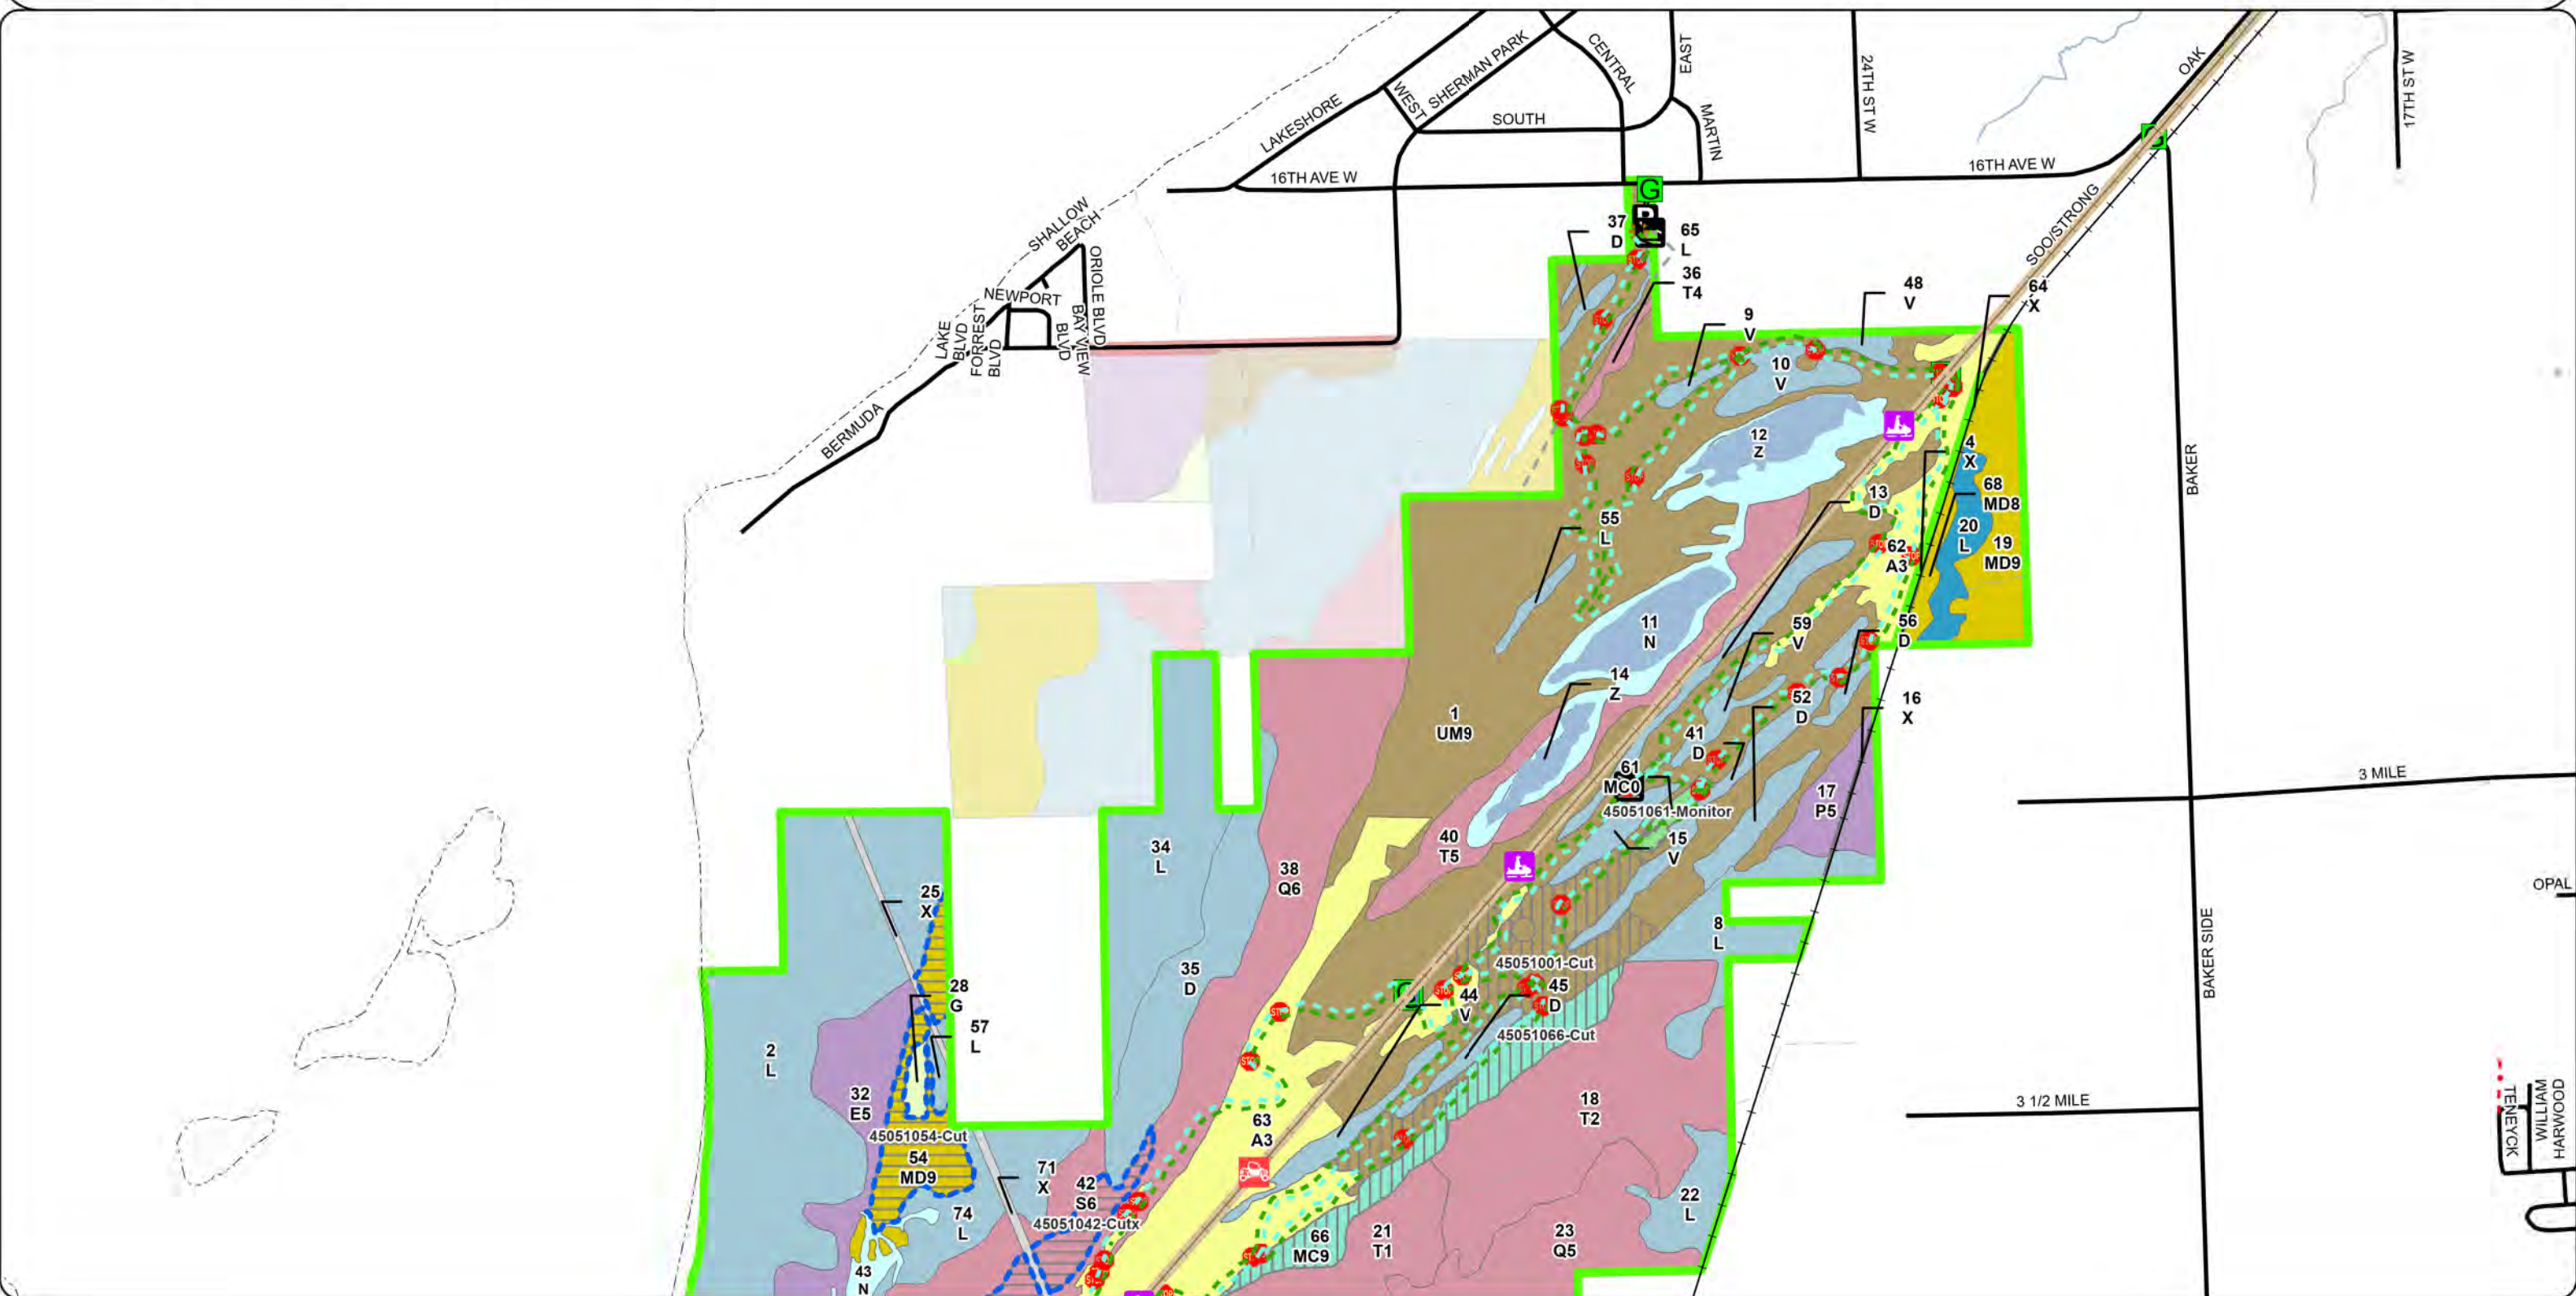 OAK
17TH ST W
24TH ST W
EAST
CENTRAL
SHERMAN PARK
WEST
LAKESHORE
SOUTH
MARTIN
16TH AVE W
16TH AVE W
G
G
SOO/STRONG
SHALLOW
BEACH
ORIOLE BLVD
NEWPORT
BAY VIEW
BLVD
LAKE
BLVD
FORREST
BLVD
BERMUDA
37
D
65
L
36
T4
48
V
64
X
9
V
10
V
12
Z
4
X
13
D
68
MD8
20
L
19
MD9
62
A3
55
L
BAKER
11
N
59
V
56
D
14
Z
52
D
16
X
1
UM9
41
D
61
MC0
45051061-Monitor
15
V
17
P5
3 MILE
40
T5
34
L
38
Q6
25
X
8
L
OPAL
BAKER SIDE
45051001-Cut
35
D
28
G
G
44
V
45
D
57
L
45051066-Cut
2
L
32
E5
45051054-Cut
54
MD9
63
A3
18
T2
3 1/2 MILE
TENEYCK
WILLIAM
HARWOOD
71
X
42
S6
45051042-Cutx
74
L
22
L
66
MC9
21
T1
23
Q5
43
N